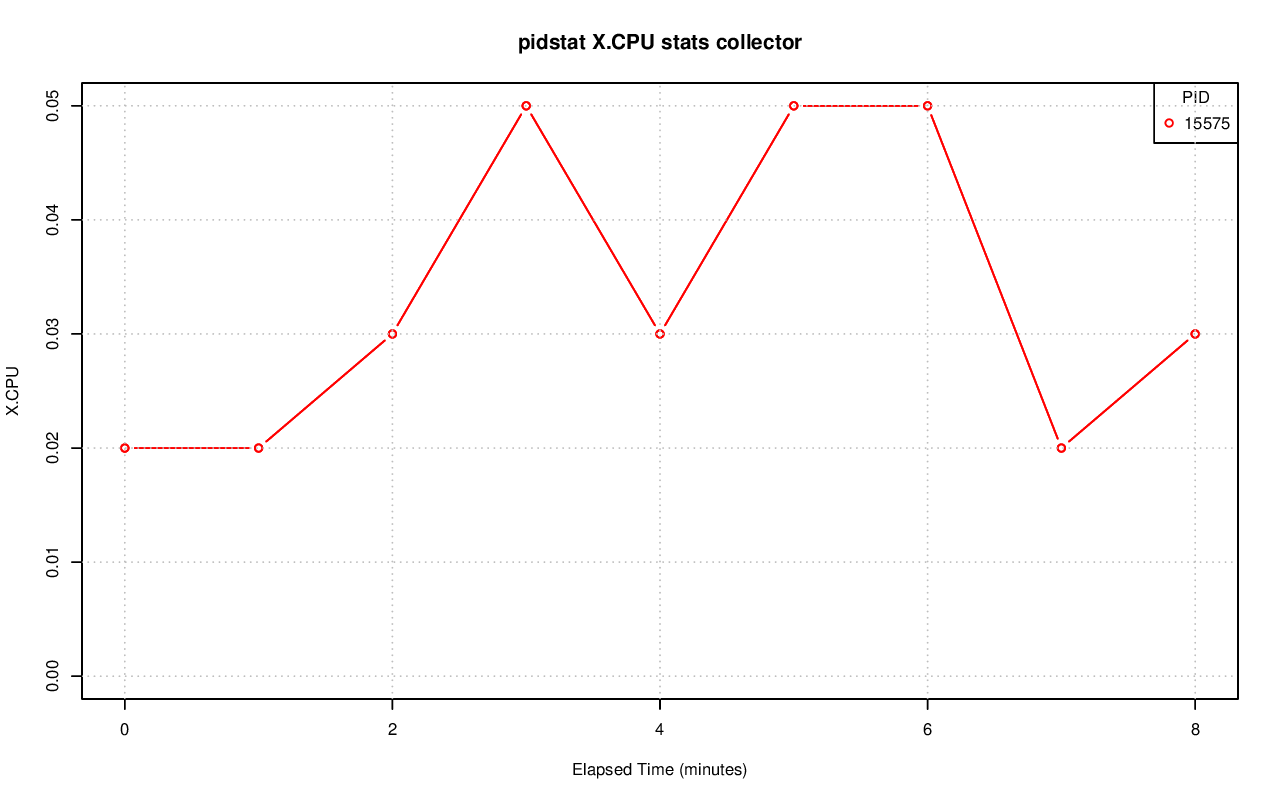 pidstat X.CPU stats collector
PID
15575
0.05
0.04
0.03
0.02
0.01
0.00
X.CPU
0 2 4 6 8
Elapsed Time (minutes)